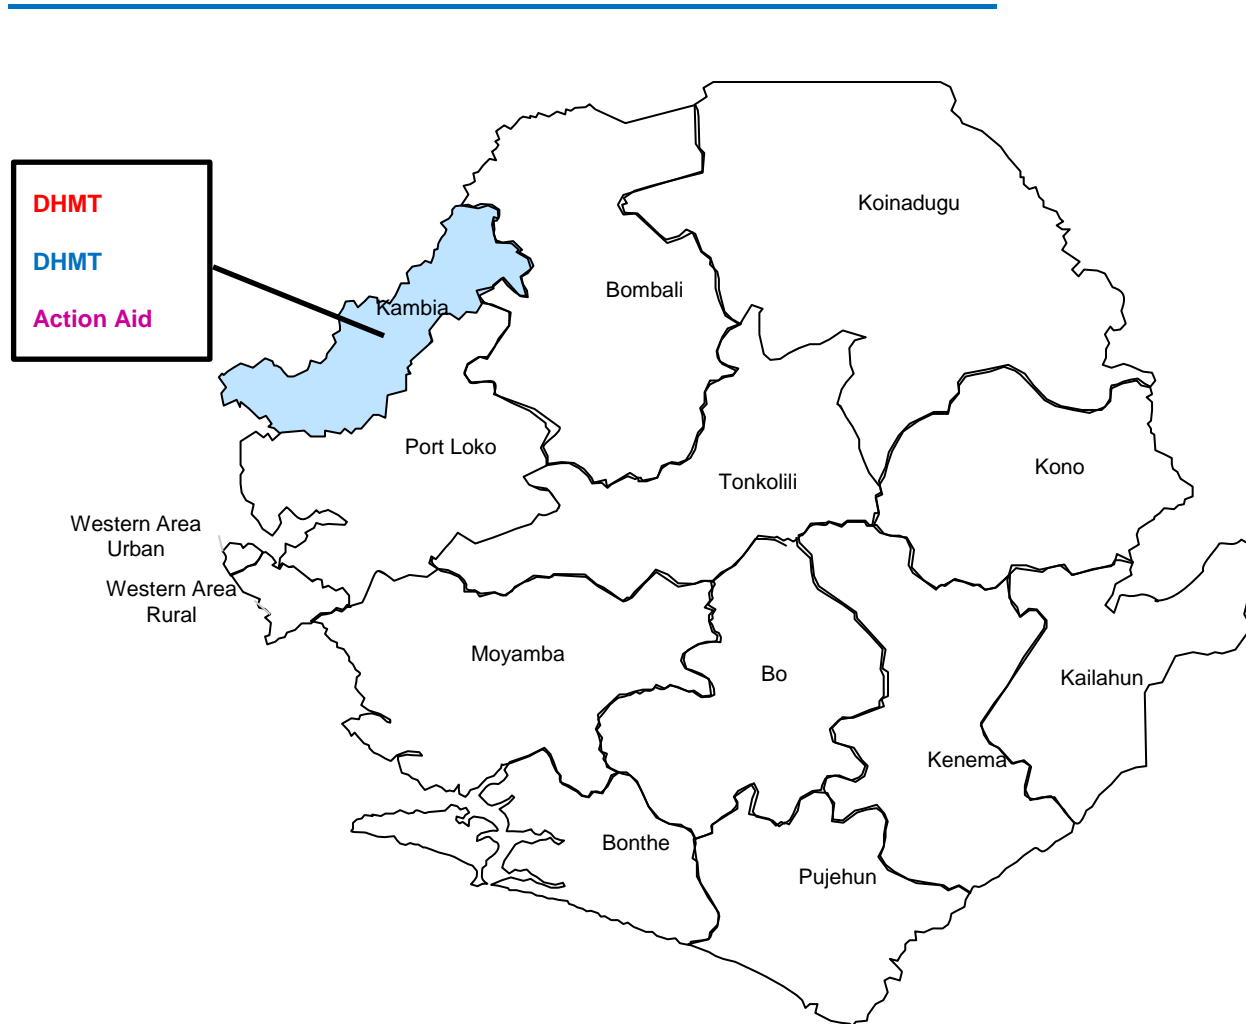 DHMT
DHMT
Action Aid
Koinadugu
Bombali
Kambia
Port Loko
Kono
Tonkolili
Western Area
Urban
Western Area
Rural
Moyamba
Bo
Kailahun
Kenema
Bonthe
Pujehun